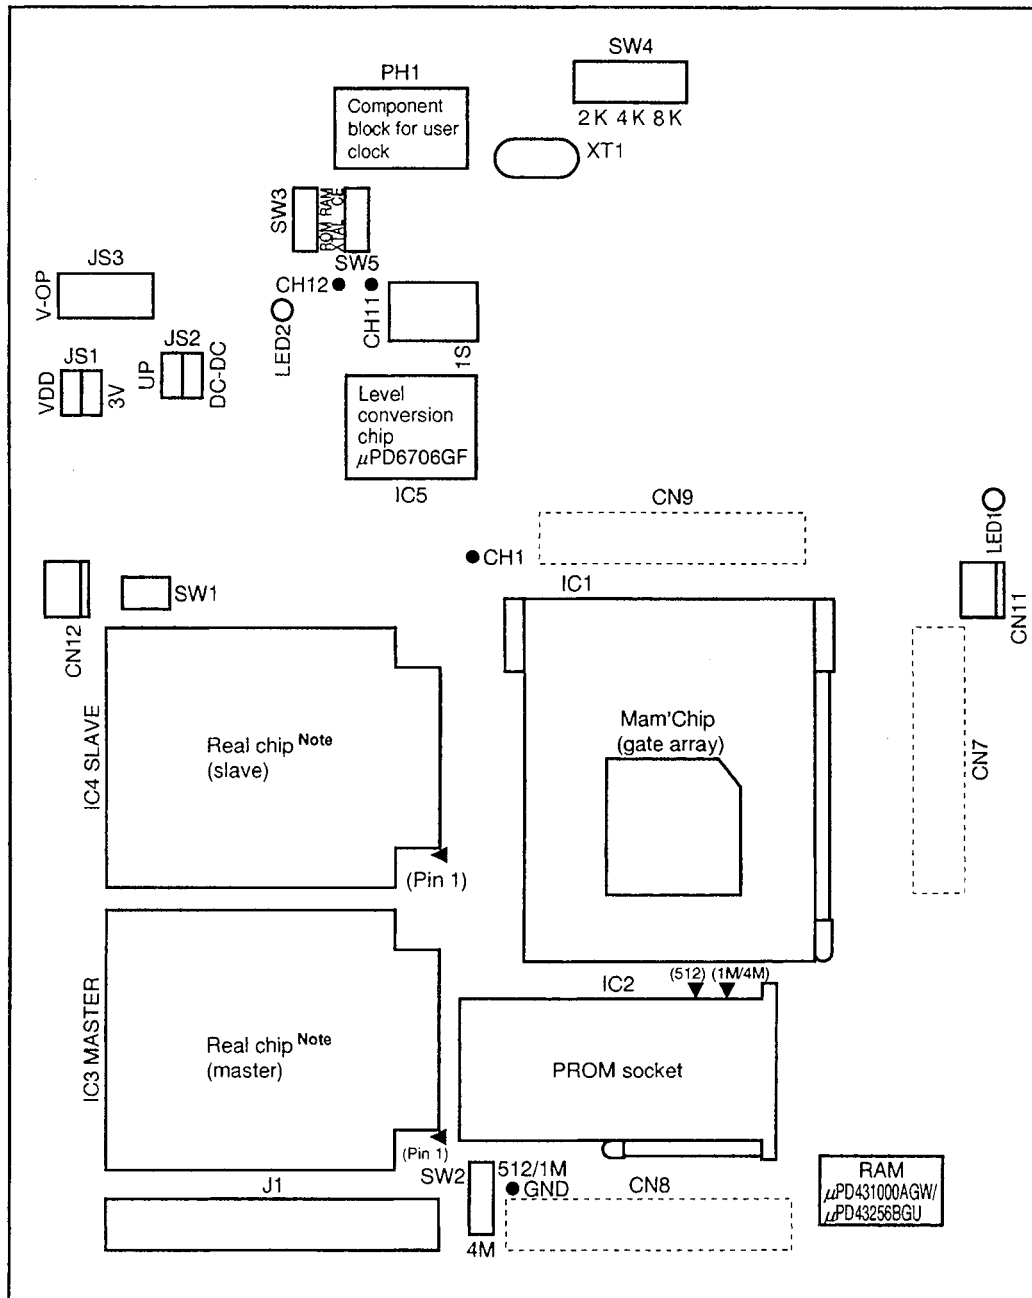 SW4
PH1
Component
block for user
clock
2K 4K 8K
XT1
SW3
ROM RAM
XTAL CE
SW5
JS3
V-OP
CH12
CH11
LED2
1S
JS2
UP
DC-DC
JS1
VDD
3V
Level
conversion
chip
μPD6706GF
IC5
CN9
LED1
CH1
IC1
SW1
CN12
CN11
IC4 SLAVE
Real chip Note
(slave)
Mam'Chip
(gate array)
CN7
(Pin 1)
(512) (1M/4M)
IC2
IC3 MASTER
Real chip Note
(master)
PROM socket
(Pin 1)
SW2
512/1M
GND
CN8
RAM
μPD431000AGW/
μPD43256BGU
J1
4M